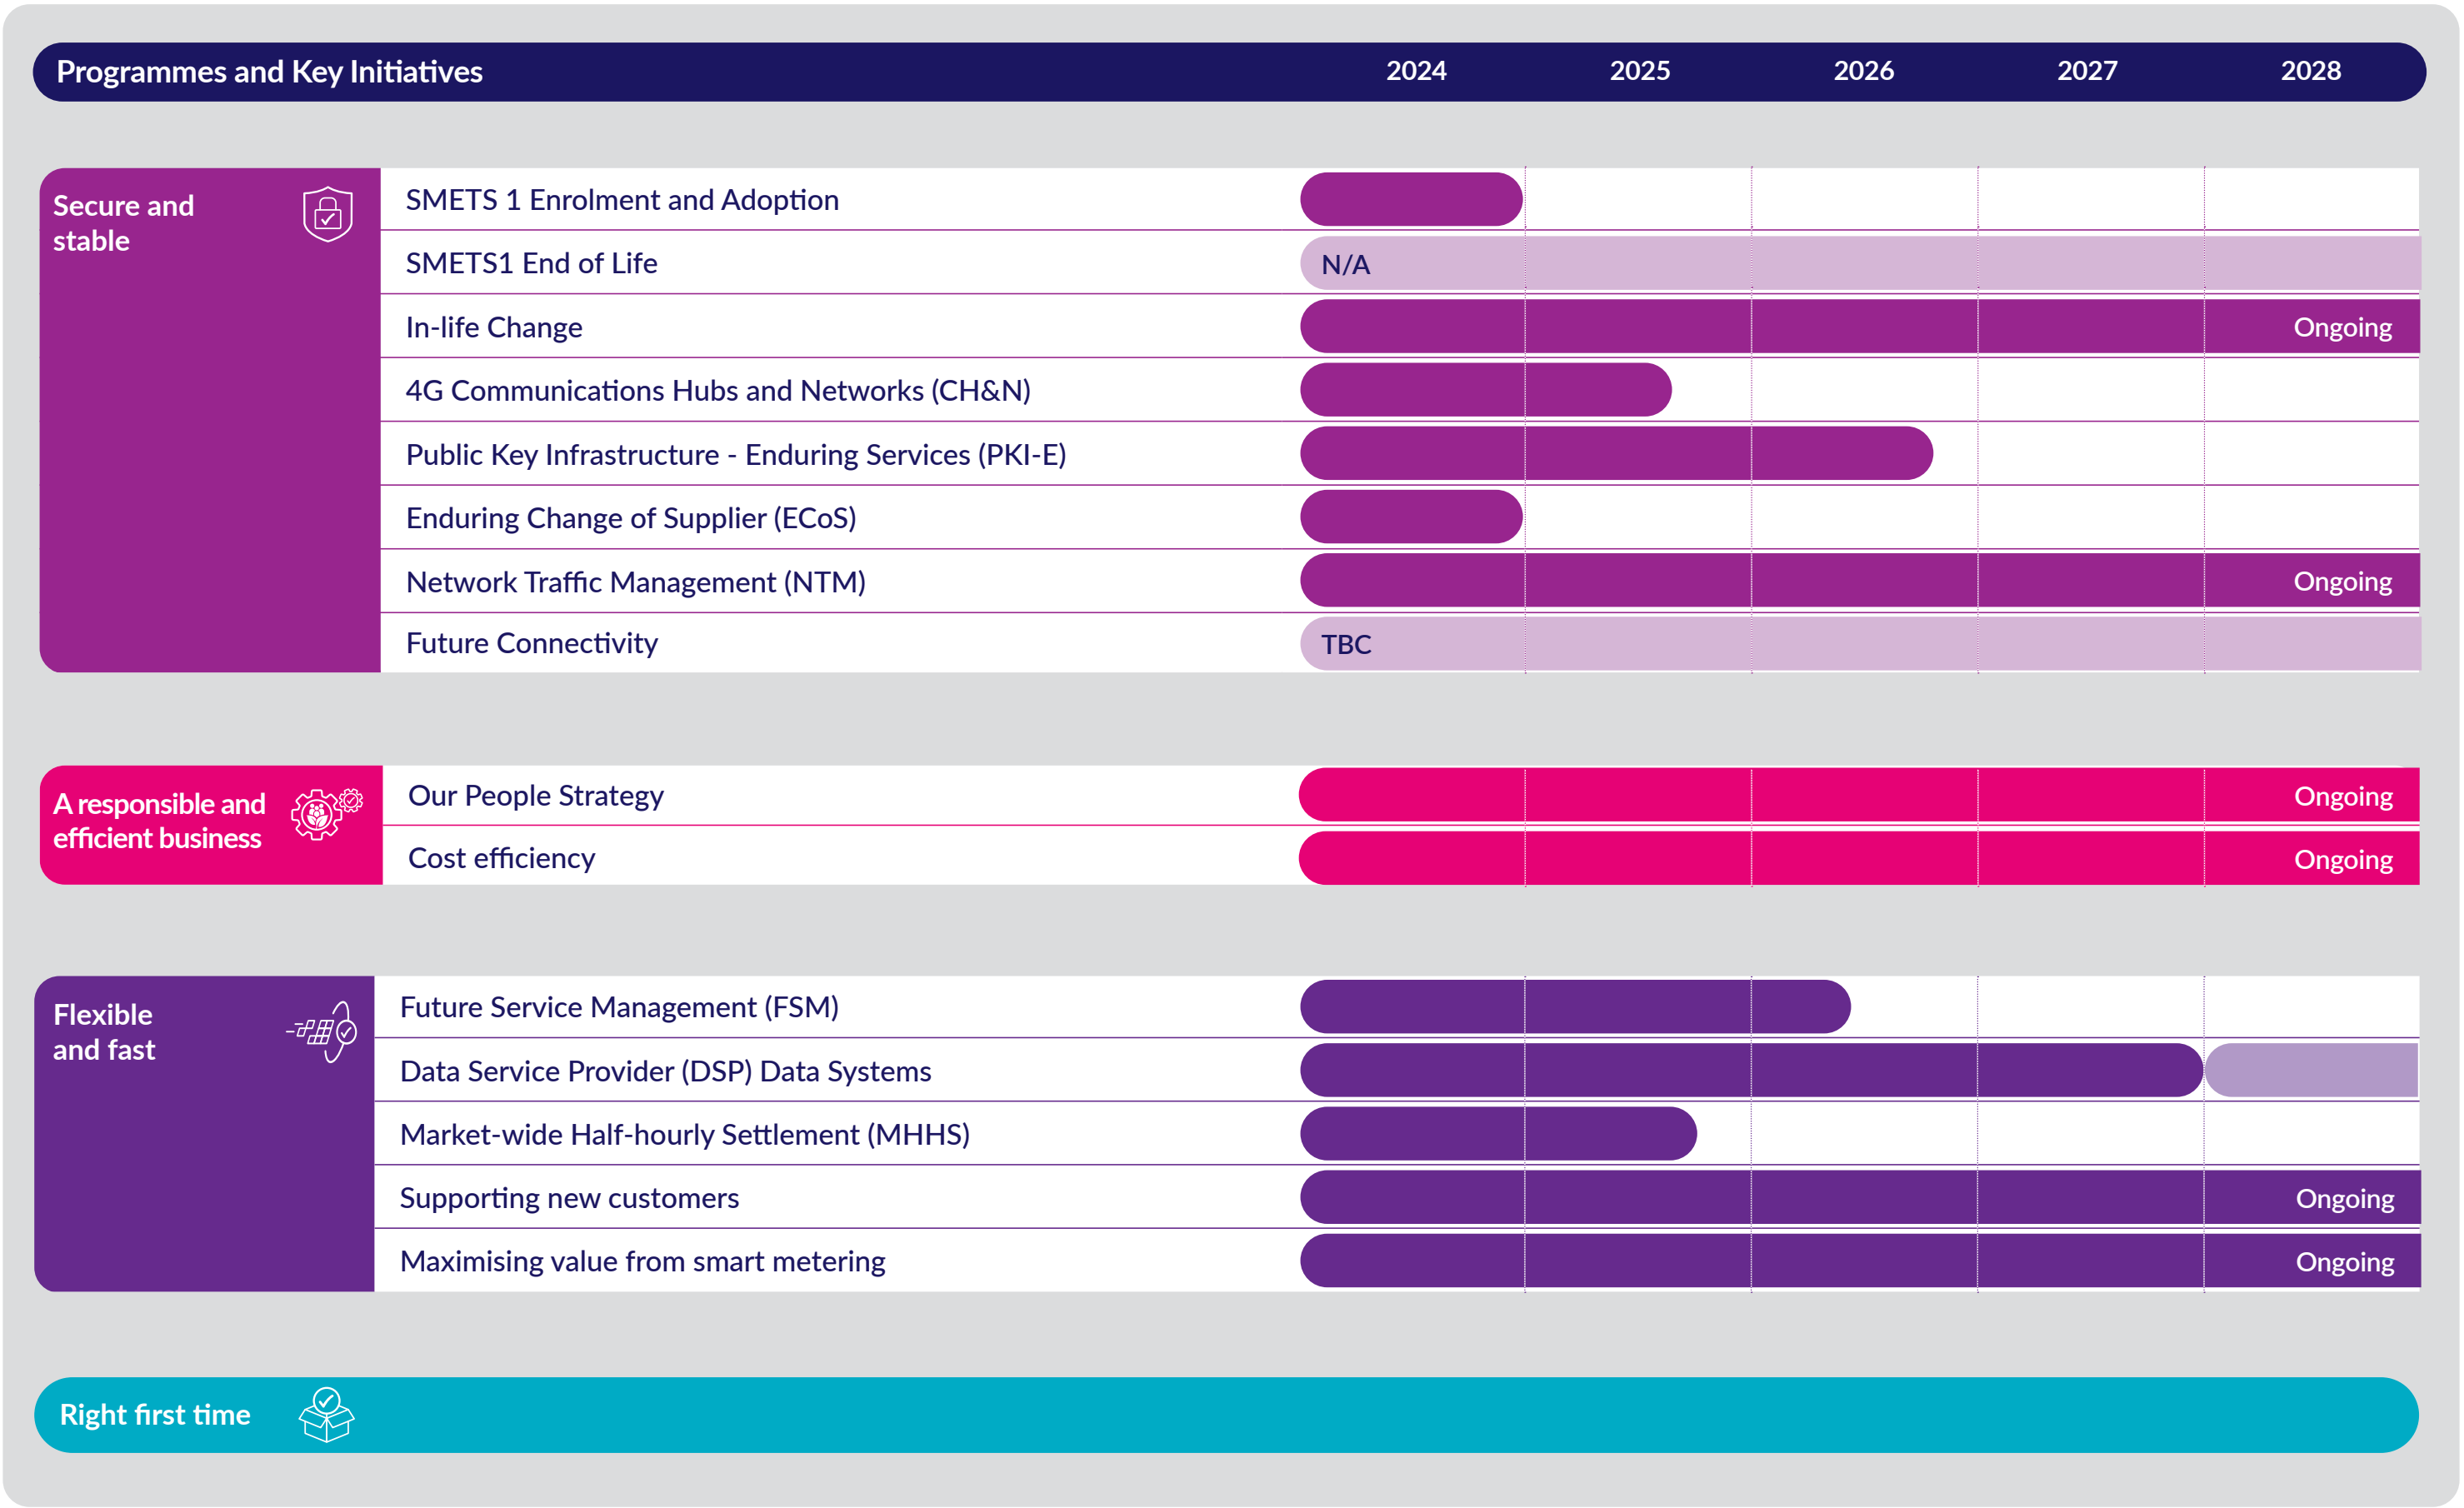 Programmes and Key Initiatives 2024 2025 2026 2027 2028
Secure and
stable
SMETS 1 Enrolment and Adoption
SMETS1 End of Life N/A
In-life Change Ongoing
4G Communications Hubs and Networks (CH&N)
Public Key Infrastructure - Enduring Services (PKI-E)
Enduring Change of Supplier (ECoS)
Network Traffic Management (NTM) Ongoing
Future Connectivity TBC
A responsible and
efficient business
Our People Strategy Ongoing
Cost efficiency Ongoing
Flexible
and fast
Future Service Management (FSM)
Data Service Provider (DSP) Data Systems
Market-wide Half-hourly Settlement (MHHS)
Supporting new customers Ongoing
Maximising value from smart metering Ongoing
Right first time